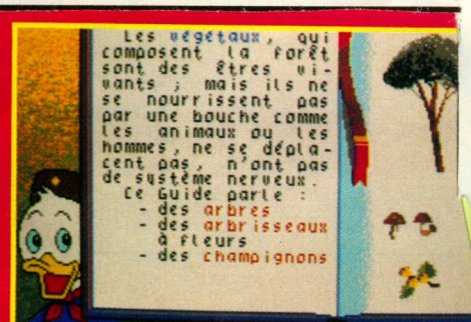 Les végétaux, qui
composent la forêt
sont des êtres vi-
vants ; mais ils ne
se nourrissent pas
par une bouche comme
les animaux ou les
hommes, ne se dépla-
cent pas, n'ont pas
de système nerveux.
Ce Guide parle :
- des arbres
- des arbrisseaux
à fleurs
- des champignons